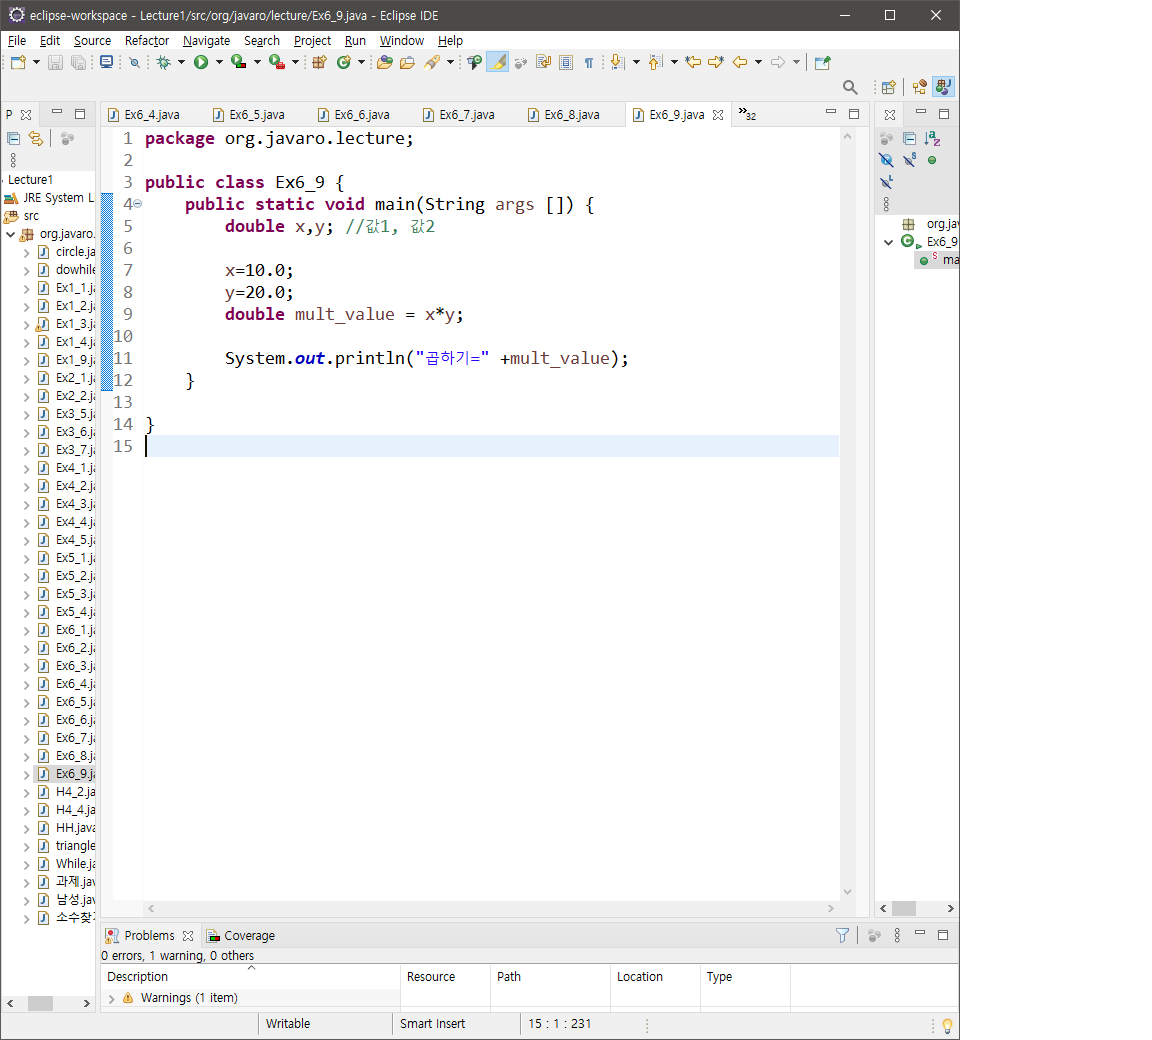 eclipse-workspace - Lecture1/src/org/javaro/lecture/Ex6_9.java - Eclipse IDE
File Edit Source Refactor Navigate Search Project Run Window Help
P
Ex6_4.java Ex6_5.java Ex6_6.java Ex6_7.java Ex6_8.java Ex6_9.java »32
Lecture1
JRE System L
src
org.javaro.
circle.ja
dowhile
Ex1_1.ja
Ex1_2.ja
Ex1_3.ja
Ex1_4.ja
Ex1_9.ja
Ex2_1.ja
Ex2_2.ja
Ex3_5.ja
Ex3_6.ja
Ex3_7.ja
Ex4_1.ja
Ex4_2.ja
Ex4_3.ja
Ex4_4.ja
Ex4_5.ja
Ex5_1.ja
Ex5_2.ja
Ex5_3.ja
Ex5_4.ja
Ex6_1.ja
Ex6_2.ja
Ex6_3.ja
Ex6_4.ja
Ex6_5.ja
Ex6_6.ja
Ex6_7.ja
Ex6_8.ja
Ex6_9.ja
H4_2.ja
H4_4.ja
HH.java
triangle
While.ja
과제.jav
남성.jav
소수찾
1 package org.javaro.lecture;
2
3 public class Ex6_9 {
4 public static void main(String args []) {
5 double x,y; //값1, 값2
6
7 x=10.0;
8 y=20.0;
9 double mult_value = x*y;
10
11 System.out.println("곱하기=" +mult_value);
12 }
13
14 }
15
org.jav
Ex6_9
ma
Problems Coverage
0 errors, 1 warning, 0 others
Description Resource Path Location Type
Warnings (1 item)
Writable Smart Insert 15 : 1 : 231